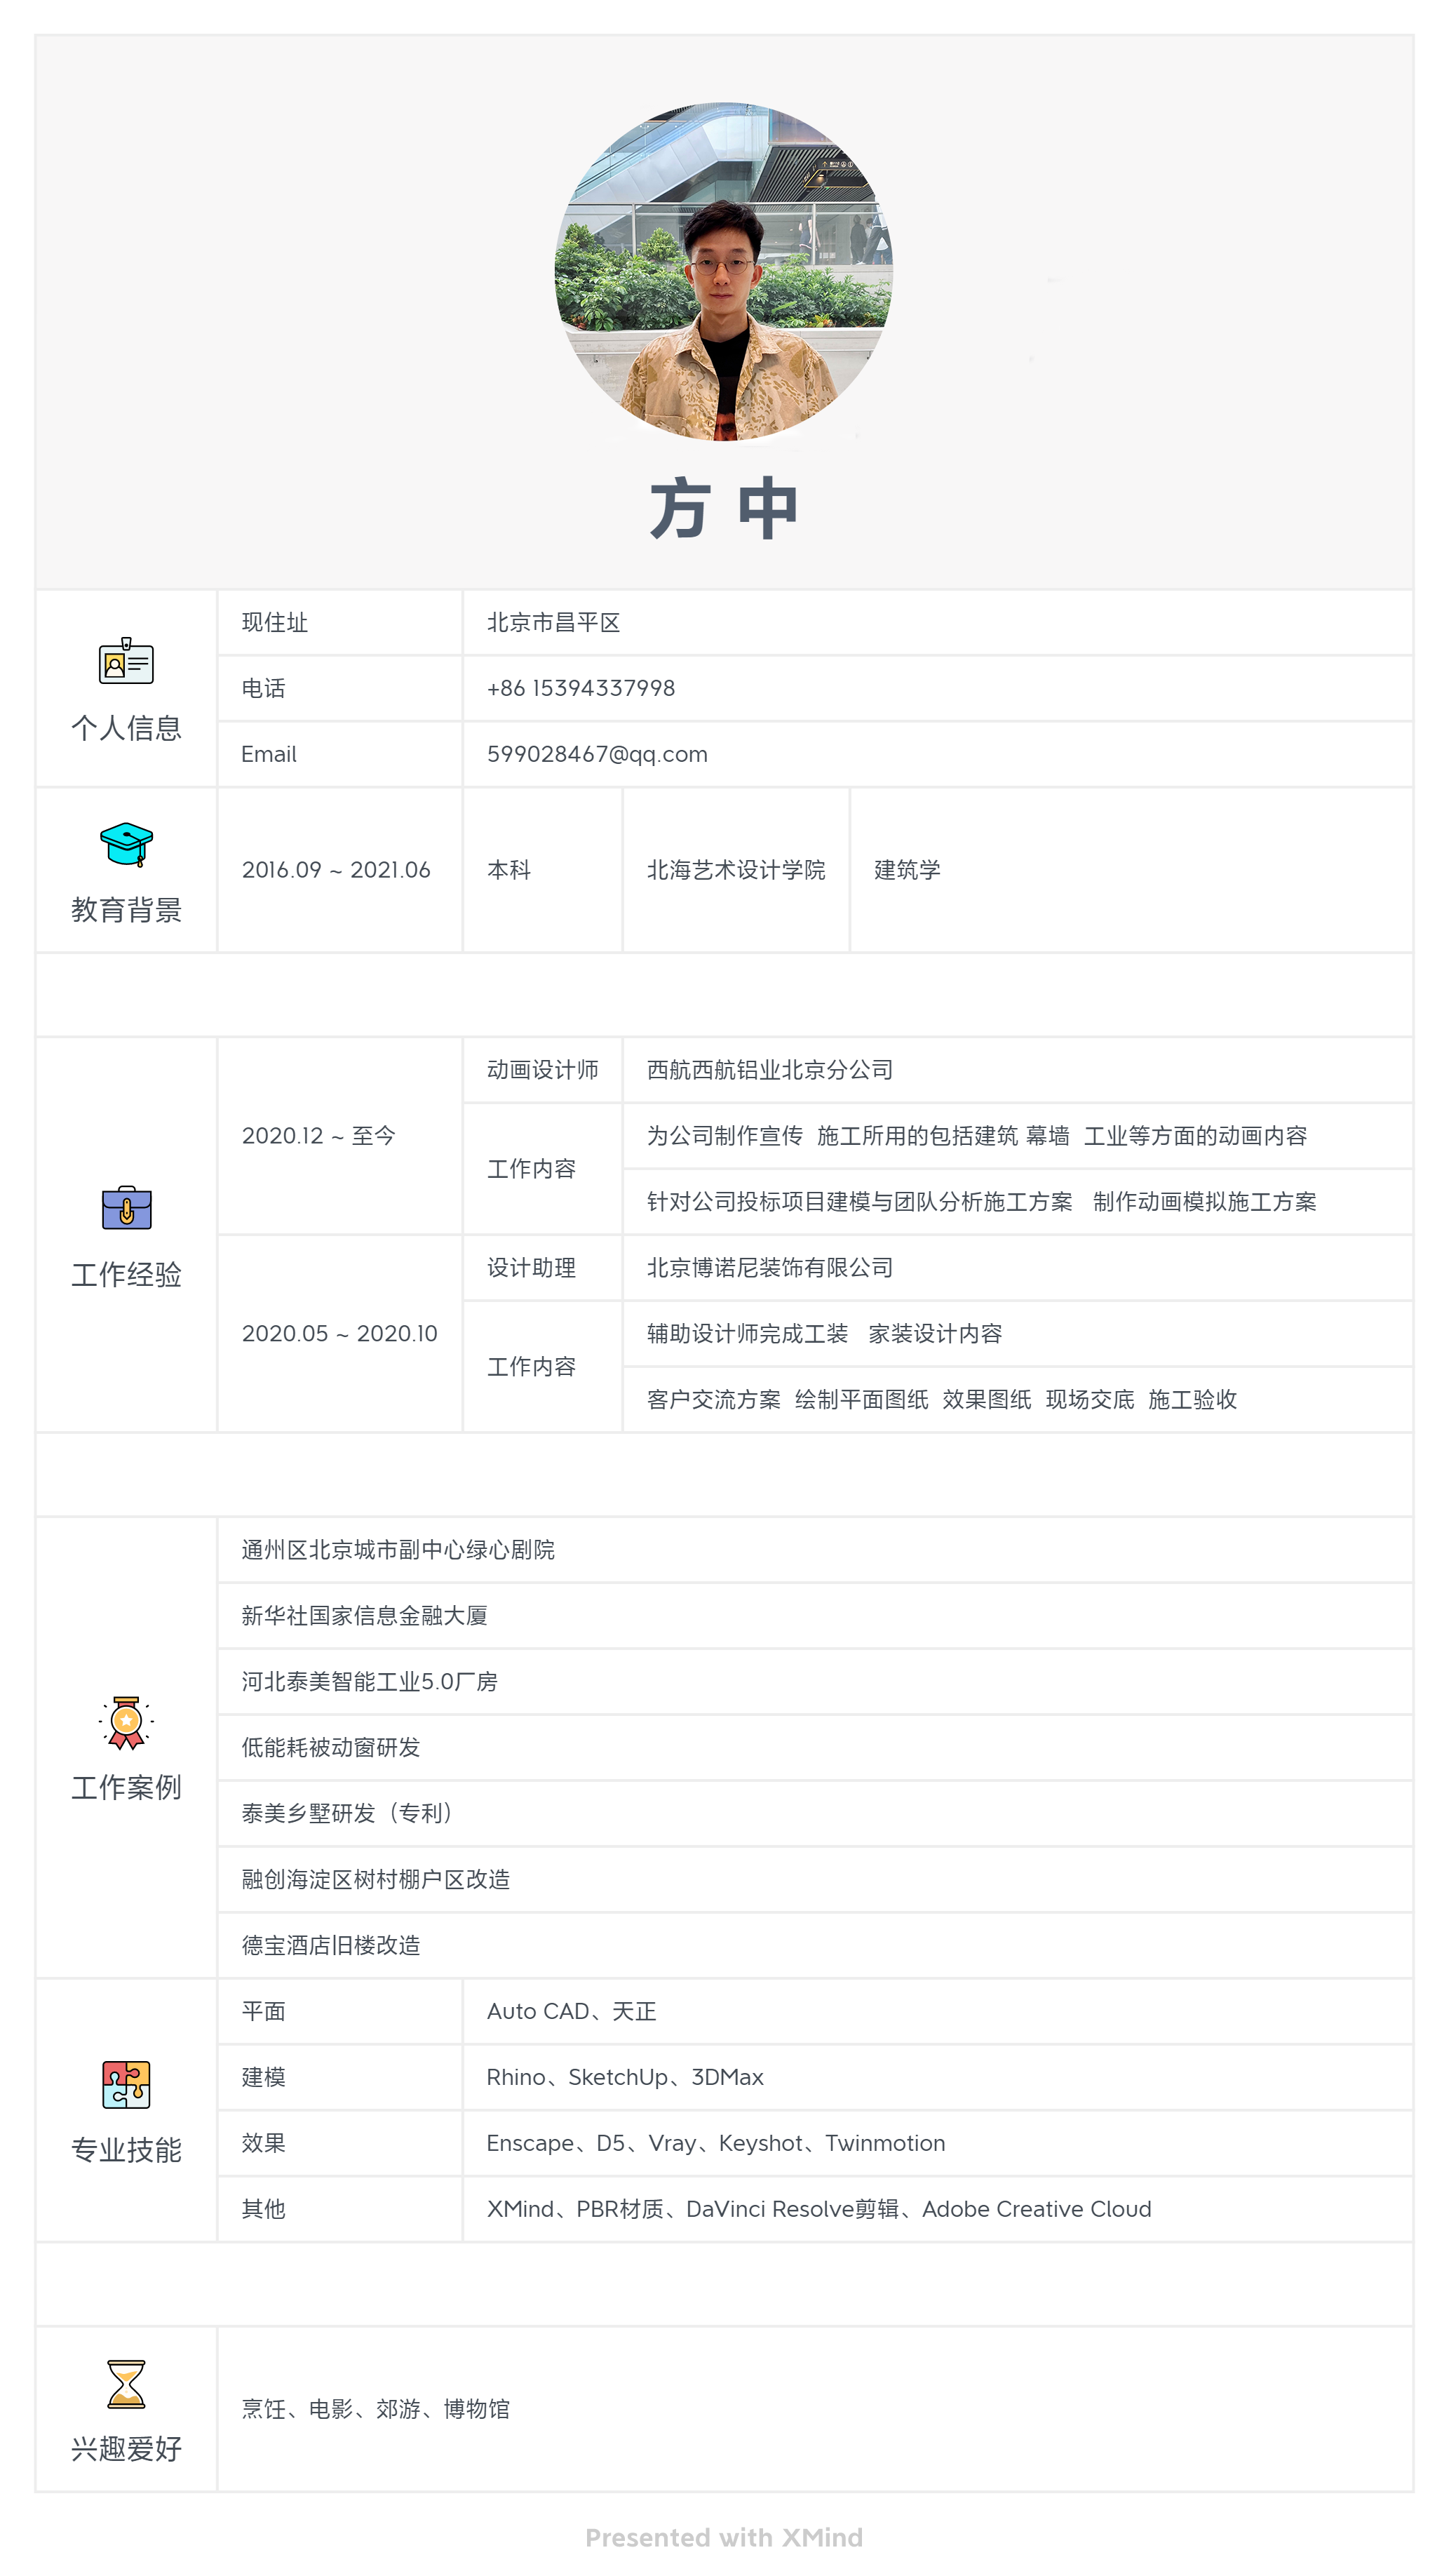 方 中
个人信息
现住址 北京市昌平区
电话 +86 15394337998
Email 599028467@qq.com
教育背景
2016.09 ~ 2021.06 本科 北海艺术设计学院 建筑学
工作经验
2020.12 ~ 至今
动画设计师 西航西航铝业北京分公司
工作内容
为公司制作宣传 施工所用的包括建筑 幕墙 工业等方面的动画内容
针对公司投标项目建模与团队分析施工方案 制作动画模拟施工方案
2020.05 ~ 2020.10
设计助理 北京博诺尼装饰有限公司
工作内容
辅助设计师完成工装 家装设计内容
客户交流方案 绘制平面图纸 效果图纸 现场交底 施工验收
工作案例
通州区北京城市副中心绿心剧院
新华社国家信息金融大厦
河北泰美智能工业5.0厂房
低能耗被动窗研发
泰美乡墅研发（专利）
融创海淀区树村棚户区改造
德宝酒店旧楼改造
专业技能
平面 Auto CAD、天正
建模 Rhino、SketchUp、3DMax
效果 Enscape、D5、Vray、Keyshot、Twinmotion
其他 XMind、PBR材质、DaVinci Resolve剪辑、Adobe Creative Cloud
兴趣爱好
烹饪、电影、郊游、博物馆
Presented with XMind